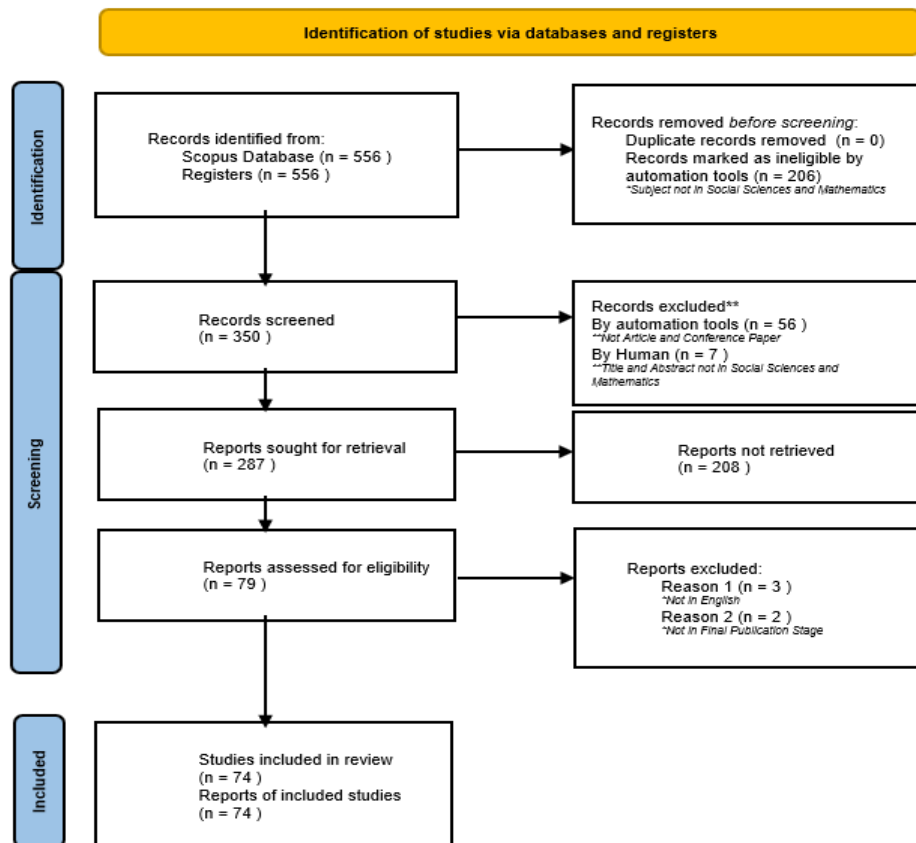 Identification of studies via databases and registers
Identification
Records identified from:
Scopus Database (n = 556 )
Registers (n = 556 )
Records removed before screening:
Duplicate records removed (n = 0)
Records marked as ineligible by
automation tools (n = 206)
*Subject not in Social Sciences and Mathematics
Screening
Records screened
(n = 350 )
Records excluded**
By automation tools (n = 56 )
**Not Article and Conference Paper
By Human (n = 7 )
**Title and Abstract not in Social Sciences and
Mathematics
Reports sought for retrieval
(n = 287 )
Reports not retrieved
(n = 208 )
Reports assessed for eligibility
(n = 79 )
Reports excluded:
Reason 1 (n = 3 )
*Not in English
Reason 2 (n = 2 )
*Not in Final Publication Stage
Included
Studies included in review
(n = 74 )
Reports of included studies
(n = 74 )